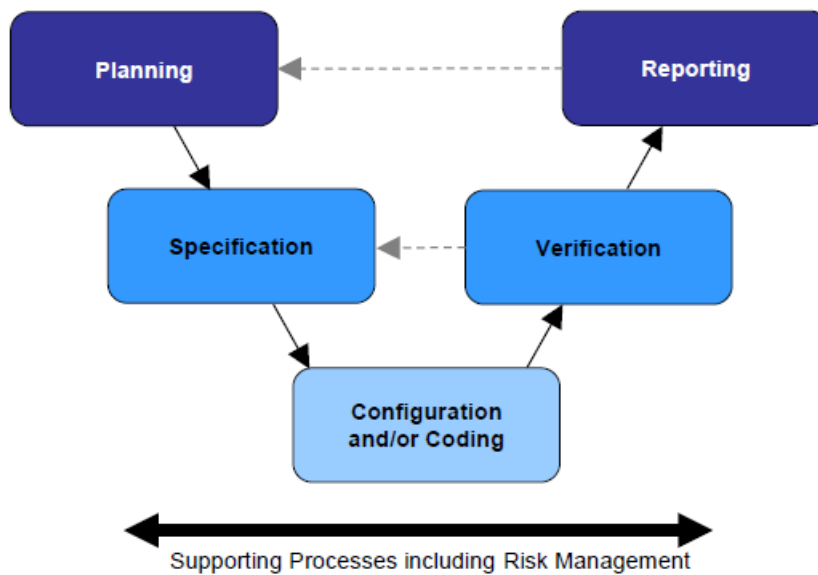 Planning
Reporting
Specification
Verification
Configuration
and/or Coding
Supporting Processes including Risk Management